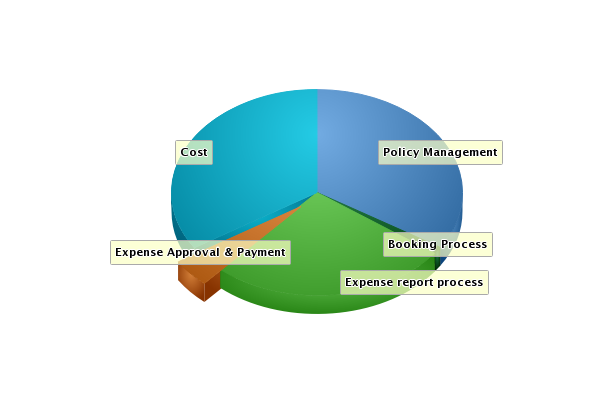 Cost
Policy Management
Booking Process
Expense Approval & Payment
Expense report process